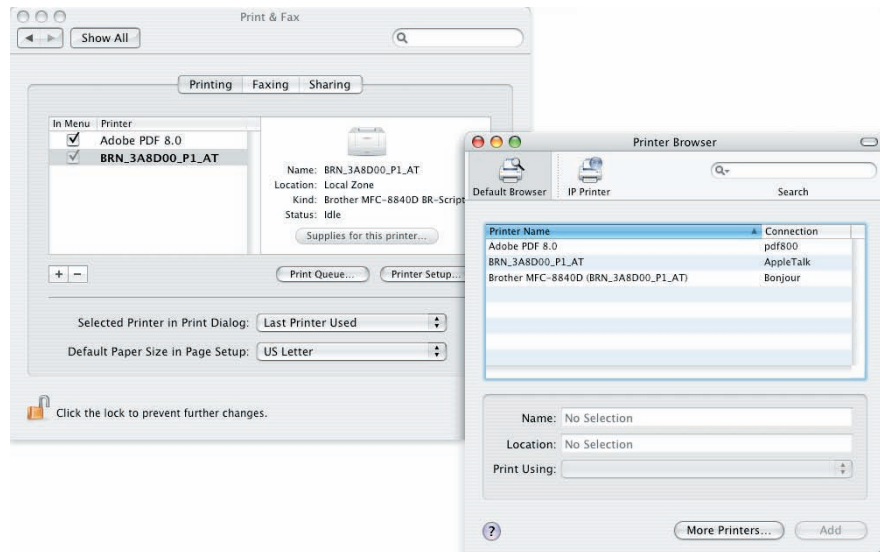 Print & Fax
Show All
Printing Faxing Sharing
In Menu Printer
Adobe PDF 8.0
BRN_3A8D00_P1_AT
Name: BRN_3A8D00_P1_AT
Location: Local Zone
Kind: Brother MFC-8840D BR-Script
Status: Idle
Supplies for this printer...
+ −
Print Queue... Printer Setup...
Selected Printer in Print Dialog: Last Printer Used
Default Paper Size in Page Setup: US Letter
Click the lock to prevent further changes.
Printer Browser
Default Browser IP Printer Search
Printer Name Connection
Adobe PDF 8.0 pdf800
BRN_3A8D00_P1_AT AppleTalk
Brother MFC-8840D (BRN_3A8D00_P1_AT) Bonjour
Name: No Selection
Location: No Selection
Print Using:
? More Printers... Add